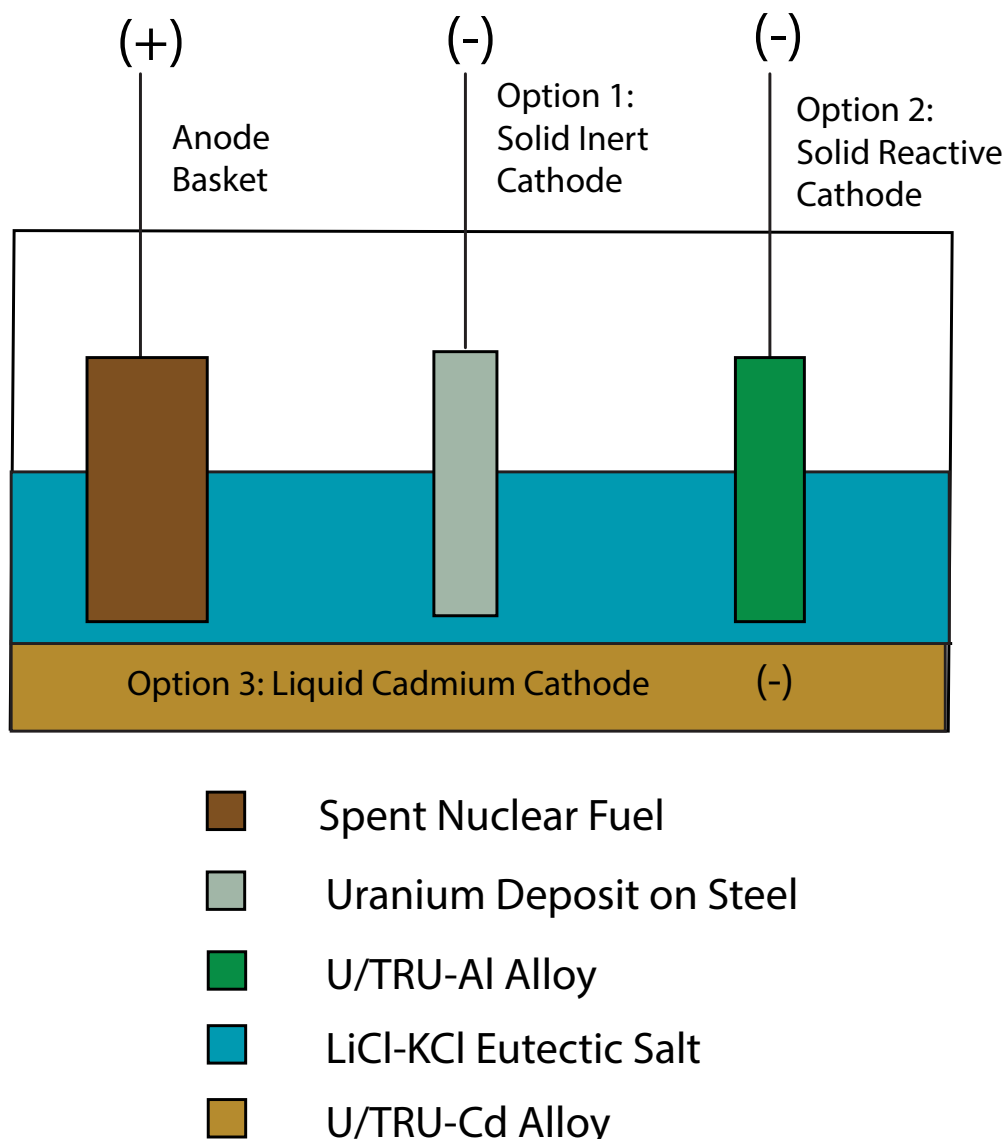 (+)
(-)
(-)
Anode
Basket
Option 1:
Solid Inert
Cathode
Option 2:
Solid Reactive
Cathode
Option 3: Liquid Cadmium Cathode (-)
Spent Nuclear Fuel
Uranium Deposit on Steel
U/TRU-Al Alloy
LiCl-KCl Eutectic Salt
U/TRU-Cd Alloy